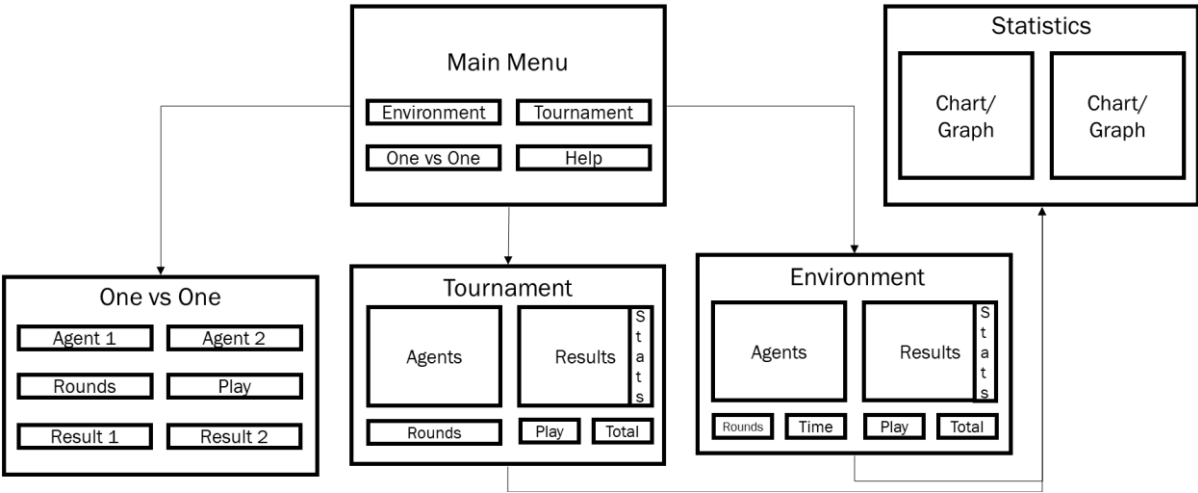 Main Menu
Environment
Tournament
One vs One
Help
Statistics
Chart/
Graph
Chart/
Graph
One vs One
Agent 1
Agent 2
Rounds
Play
Result 1
Result 2
Tournament
Agents
Results
S
t
a
t
s
Rounds
Play
Total
Environment
Agents
Results
S
t
a
t
s
Rounds
Time
Play
Total